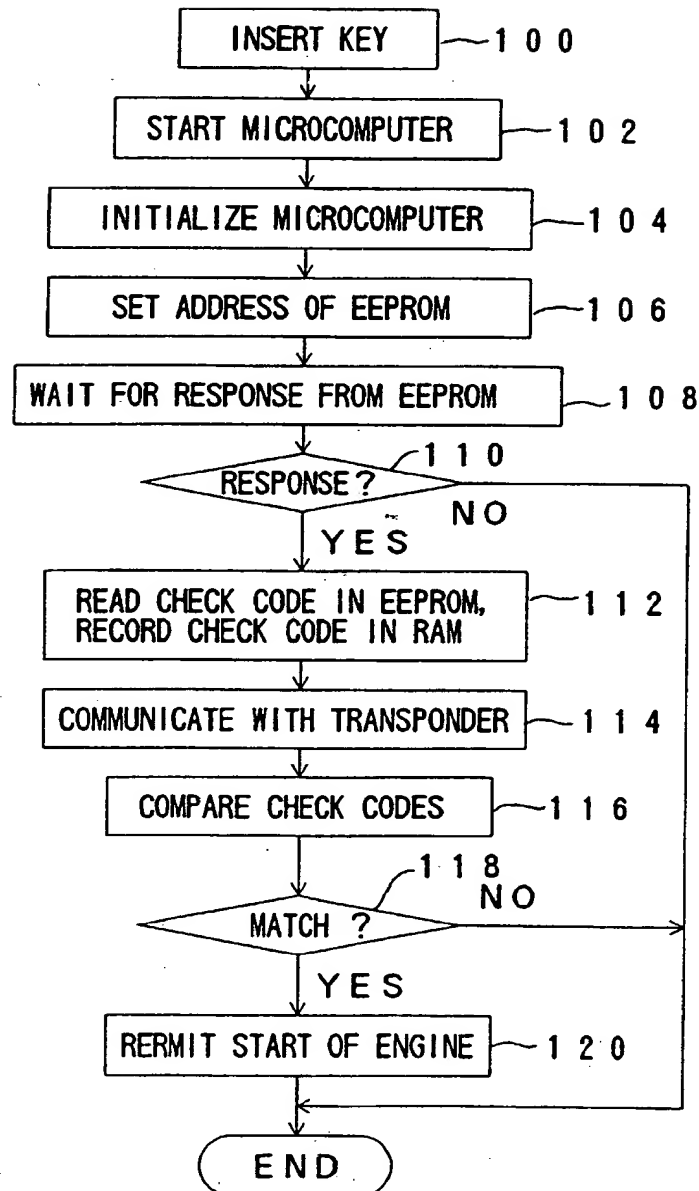 INSERT KEY 100
START MICROCOMPUTER 102
INITIALIZE MICROCOMPUTER 104
SET ADDRESS OF EEPROM 106
WAIT FOR RESPONSE FROM EEPROM 108
110
RESPONSE?
NO
YES
READ CHECK CODE IN EEPROM,
RECORD CHECK CODE IN RAM
112
COMMUNICATE WITH TRANSPONDER 114
COMPARE CHECK CODES 116
118
NO
MATCH ?
YES
RERMIT START OF ENGINE 120
END